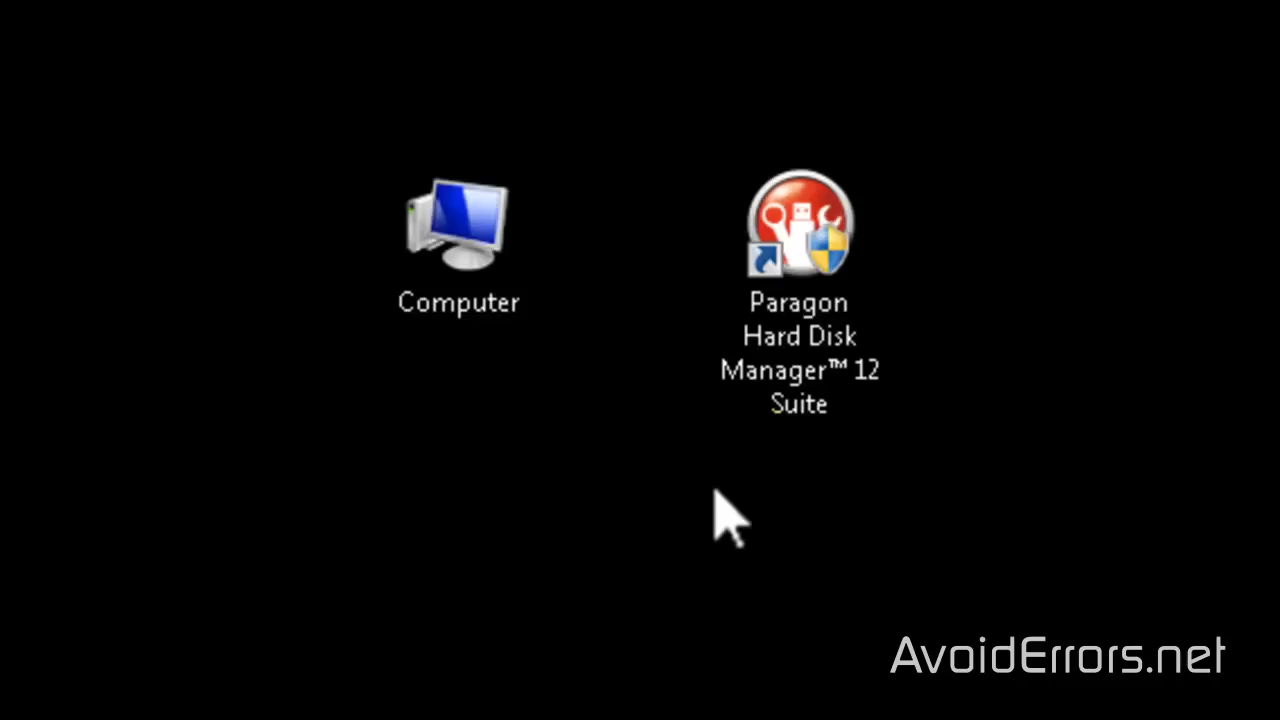 Computer
Paragon
Hard Disk
Manager™ 12
Suite
AvoidErrors.net